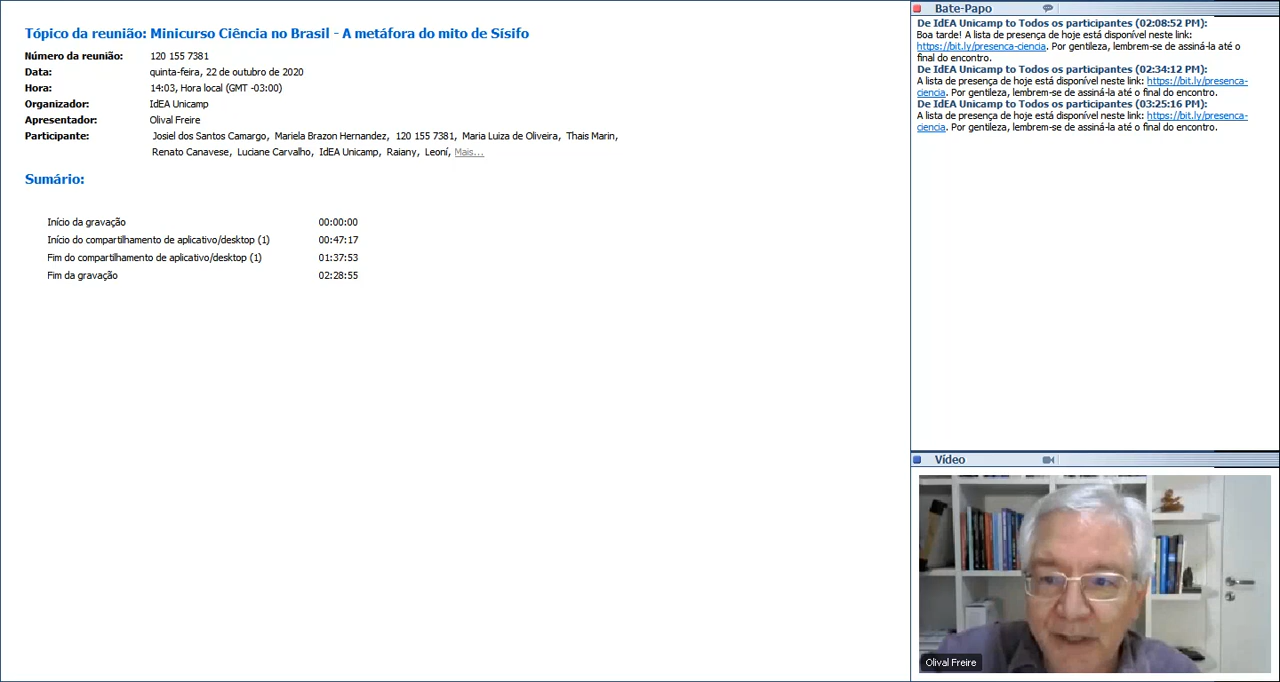 Tópico da reunião: Minicurso Ciência no Brasil - A metáfora do mito de Sísifo
Número da reunião: 120 155 7381
Data: quinta-feira, 22 de outubro de 2020
Hora: 14:03, Hora local (GMT -03:00)
Organizador: IdEA Unicamp
Apresentador: Olival Freire
Participante: Josiel dos Santos Camargo, Mariela Brazon Hernandez, 120 155 7381, Maria Luiza de Oliveira, Thais Marin,
Renato Canavese, Luciane Carvalho, IdEA Unicamp, Raiany, Leoní, Mais...
Sumário:
Início da gravação 00:00:00
Início do compartilhamento de aplicativo/desktop (1) 00:47:17
Fim do compartilhamento de aplicativo/desktop (1) 01:37:53
Fim da gravação 02:28:55
Bate-Papo
De IdEA Unicamp to Todos os participantes (02:08:52 PM):
Boa tarde! A lista de presença de hoje está disponível neste link:
https://bit.ly/presenca-ciencia. Por gentileza, lembrem-se de assiná-la até o
final do encontro.
De IdEA Unicamp to Todos os participantes (02:34:12 PM):
A lista de presença de hoje está disponível neste link: https://bit.ly/presenca-
ciencia. Por gentileza, lembrem-se de assiná-la até o final do encontro.
De IdEA Unicamp to Todos os participantes (03:25:16 PM):
A lista de presença de hoje está disponível neste link: https://bit.ly/presenca-
ciencia. Por gentileza, lembrem-se de assiná-la até o final do encontro.
Vídeo
Olival Freire